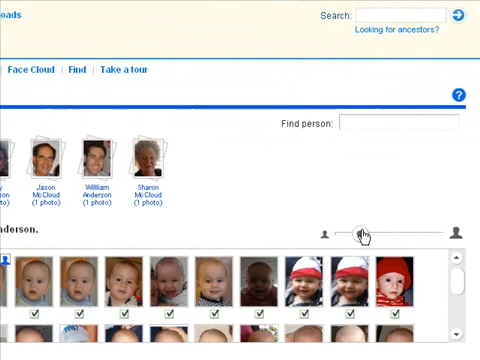 oads
Search:
Looking for ancestors?
Face Cloud | Find | Take a tour
?
Find person:
Jason
McCloud
(1 photo)
William
Anderson
(1 photo)
Sharon
McCloud
(1 photo)
y
to)
nderson.